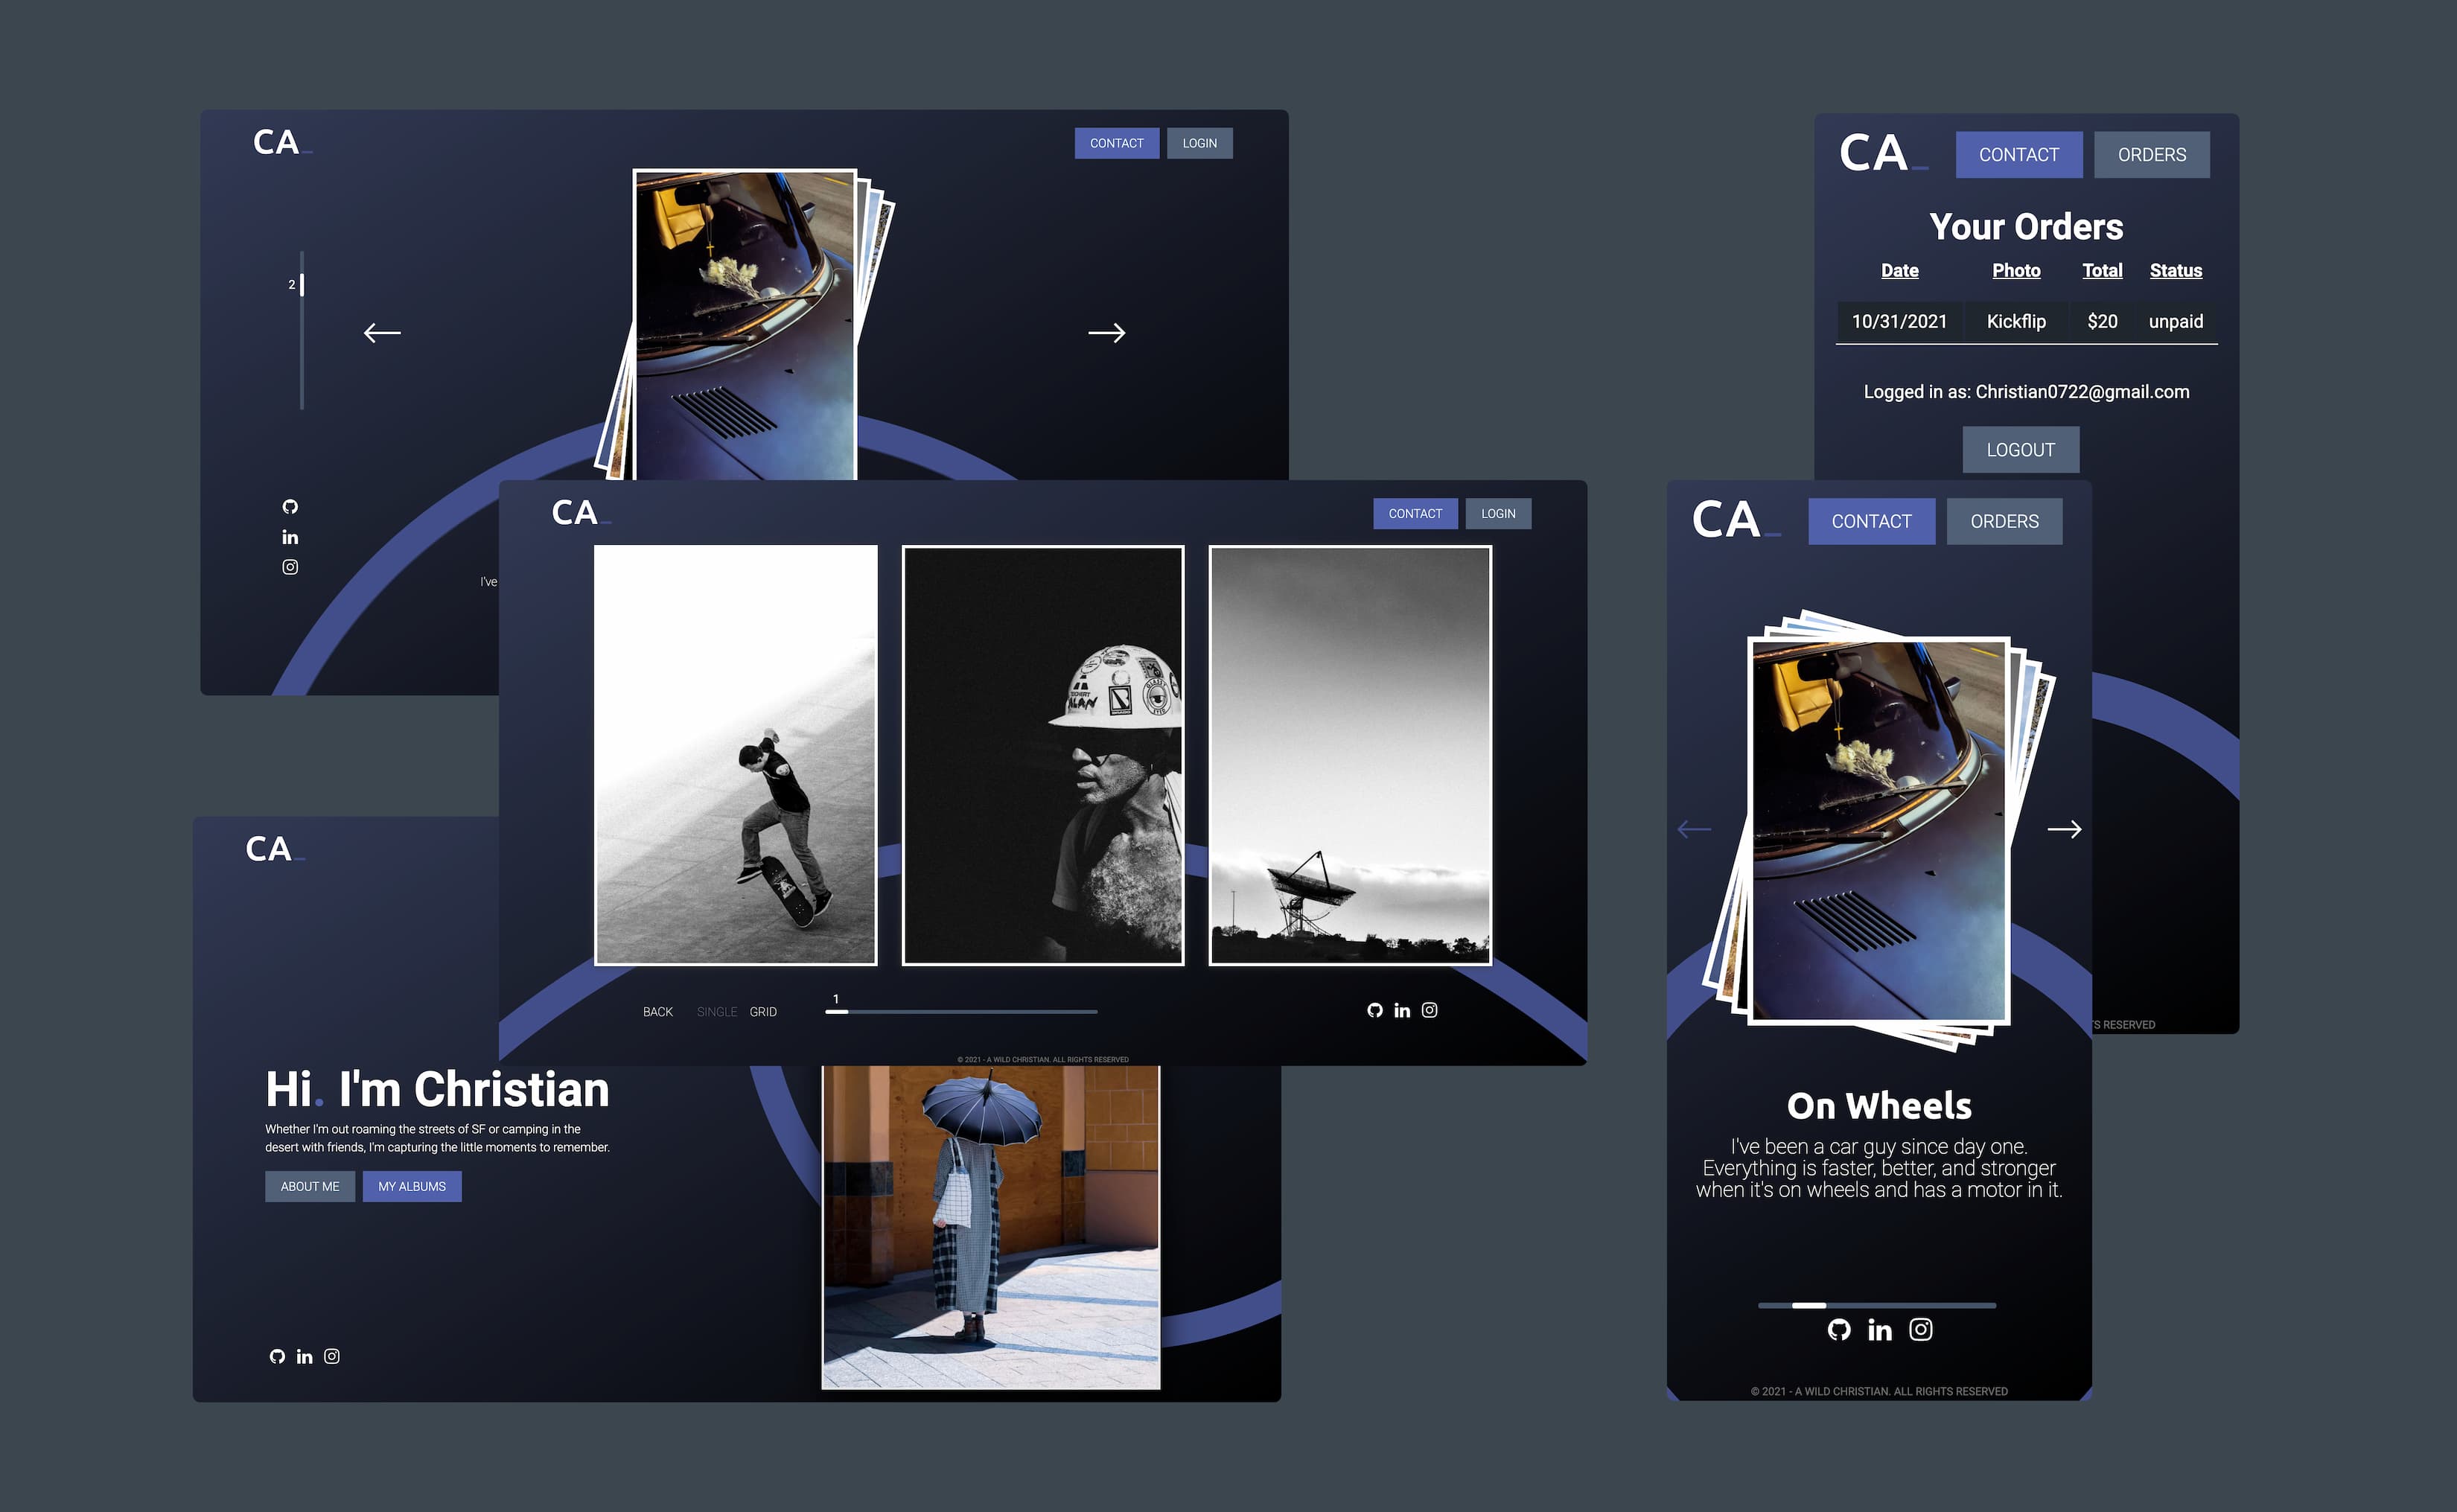 CA_
CONTACT
LOGIN
2
I've
CA_
CONTACT
LOGIN
BACK
SINGLE
GRID
1
© 2021 - A WILD CHRISTIAN. ALL RIGHTS RESERVED
CA_
Hi. I'm Christian
Whether I'm out roaming the streets of SF or camping in the
desert with friends, I'm capturing the little moments to remember.
ABOUT ME
MY ALBUMS
CA_
CONTACT
ORDERS
Your Orders
Date Photo Total Status
10/31/2021 Kickflip $20 unpaid
Logged in as: Christian0722@gmail.com
LOGOUT
RESERVED
CA_
CONTACT
ORDERS
On Wheels
I've been a car guy since day one.
Everything is faster, better, and stronger
when it's on wheels and has a motor in it.
© 2021 - A WILD CHRISTIAN. ALL RIGHTS RESERVED